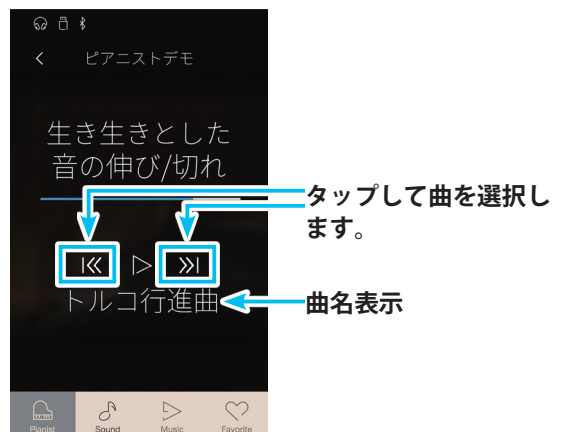 ピアニストデモ
生き生きとした
音の伸び/切れ
タップして曲を選択し
ます。
トルコ行進曲
曲名表示
Pianist
Sound
Music
Favorite